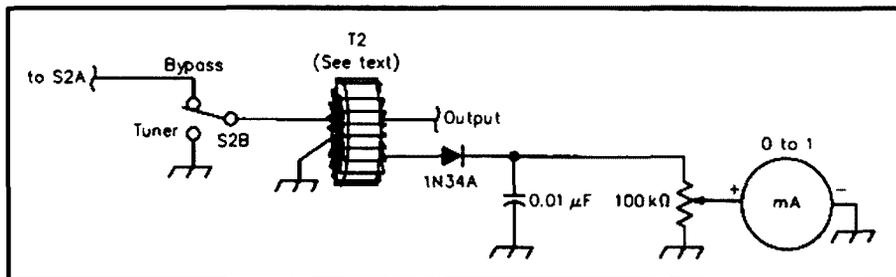 T2
(See text)
Bypass
to S2A
Tuner
S2B
Output
1N34A
0.01 μF
100 kΩ
0 to 1
+
mA
−